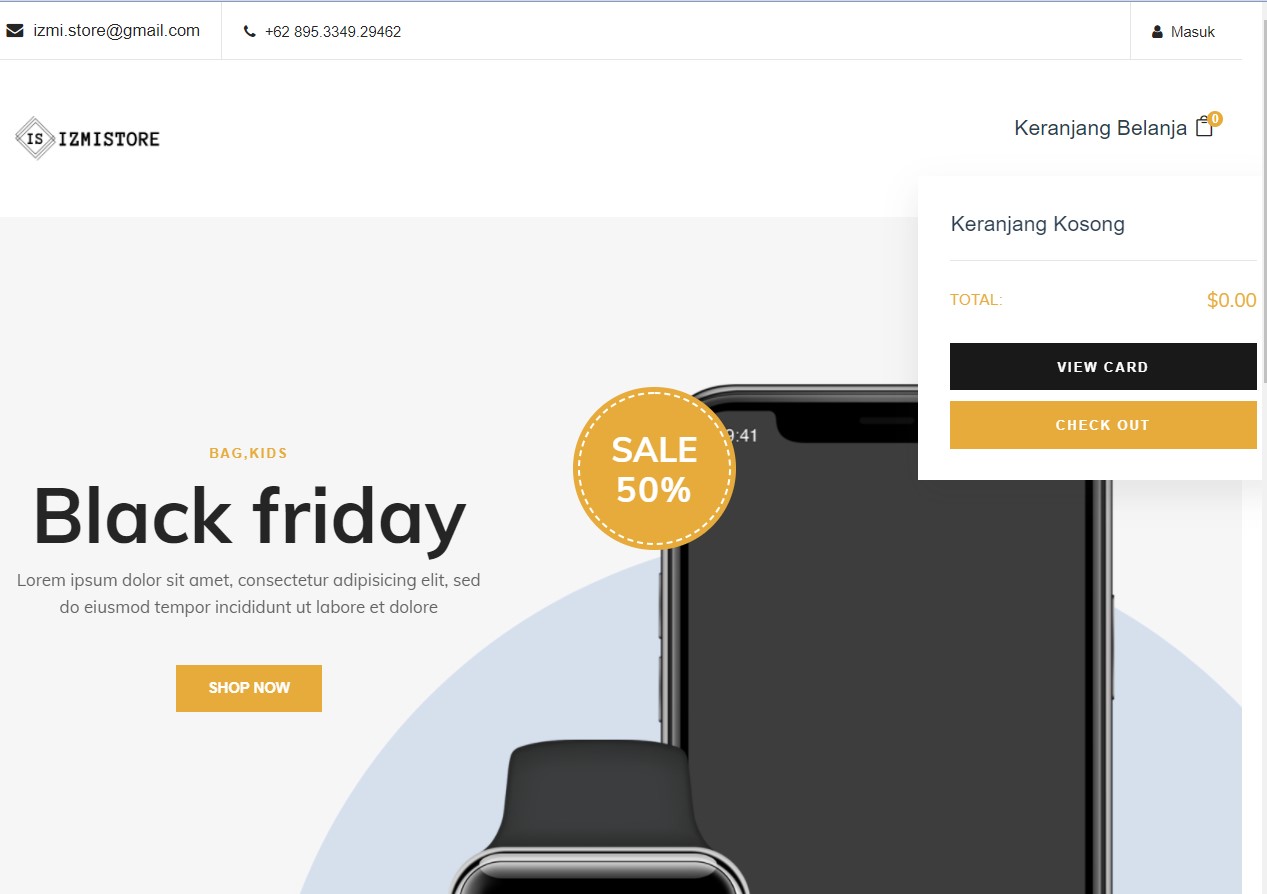 izmi.store@gmail.com
+62 895.3349.29462
Masuk
IS IZMISTORE
Keranjang Belanja 0
Keranjang Kosong
TOTAL: $0.00
VIEW CARD
CHECK OUT
9:41
SALE
50%
BAG,KIDS
Black friday
Lorem ipsum dolor sit amet, consectetur adipisicing elit, sed
do eiusmod tempor incididunt ut labore et dolore
SHOP NOW